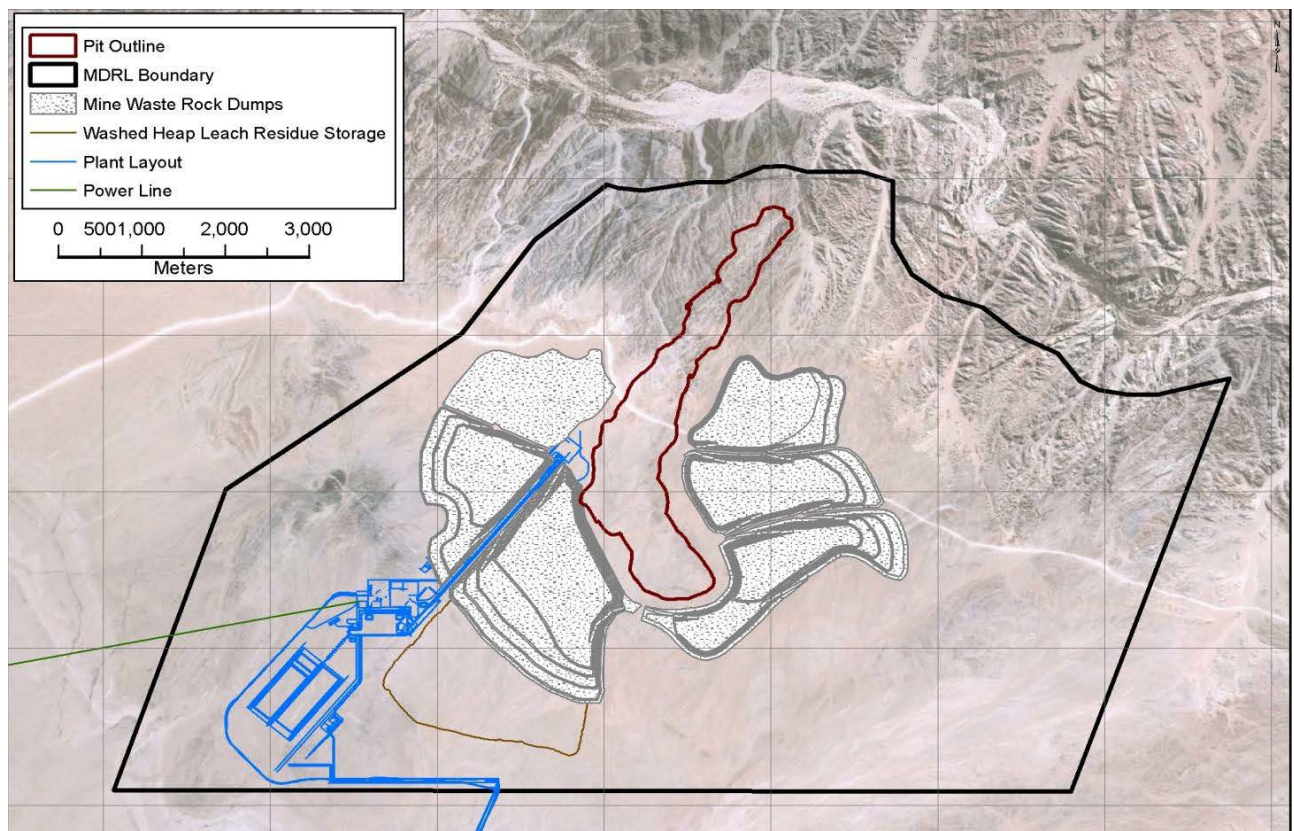 Pit Outline
MDRL Boundary
Mine Waste Rock Dumps
Washed Heap Leach Residue Storage
Plant Layout
Power Line
0 5001,000 2,000 3,000
Meters
N